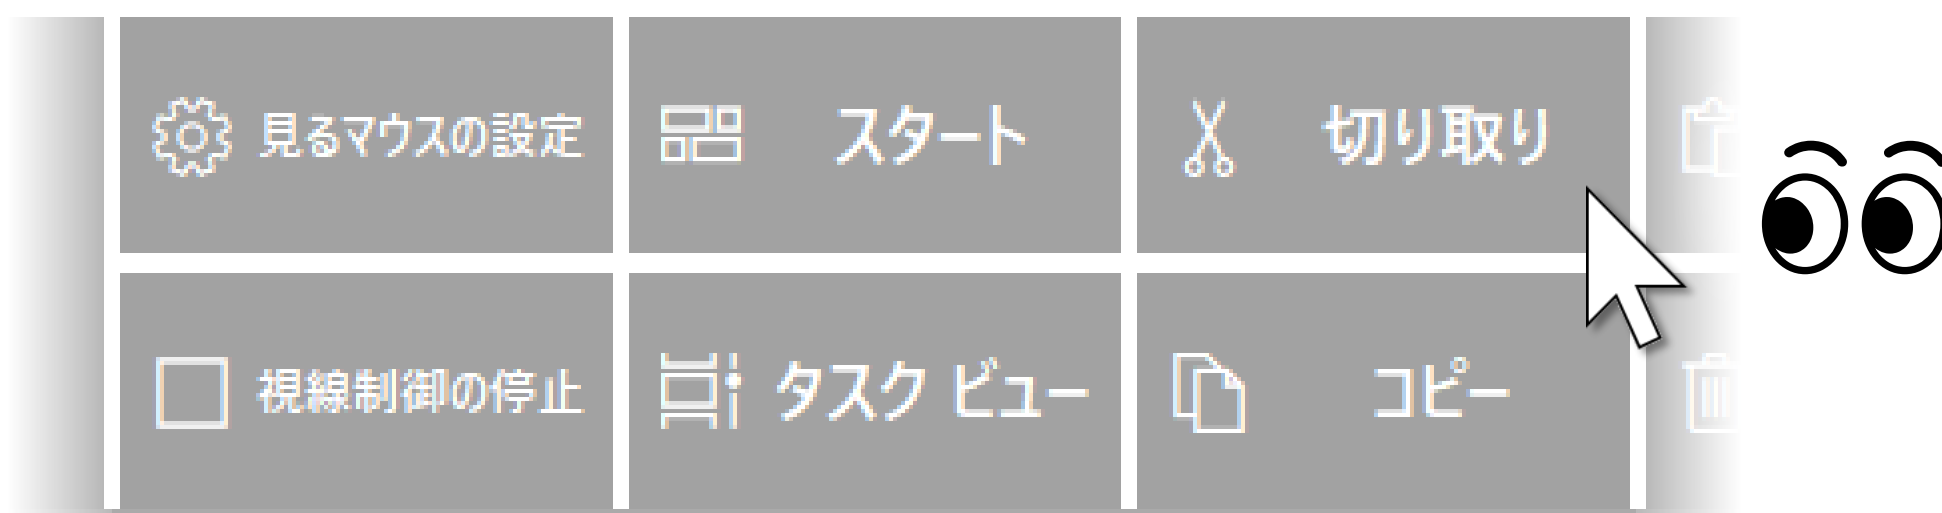 見るマウスの設定
スタート
切り取り
視線制御の停止
タスク ビュー
コピー